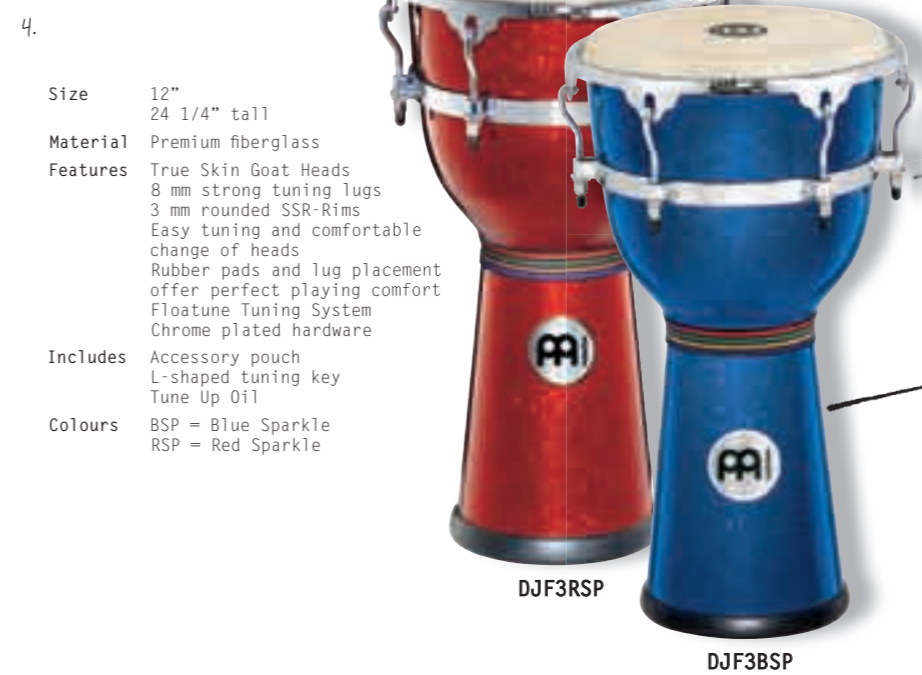 4.
Size 12”
24 1/4” tall
Material Premium fiberglass
Features True Skin Goat Heads
8 mm strong tuning lugs
3 mm rounded SSR-Rims
Easy tuning and comfortable
change of heads
Rubber pads and lug placement
offer perfect playing comfort
Floatune Tuning System
Chrome plated hardware
Includes Accessory pouch
L-shaped tuning key
Tune Up Oil
Colours BSP = Blue Sparkle
RSP = Red Sparkle
DJF3RSP
DJF3BSP